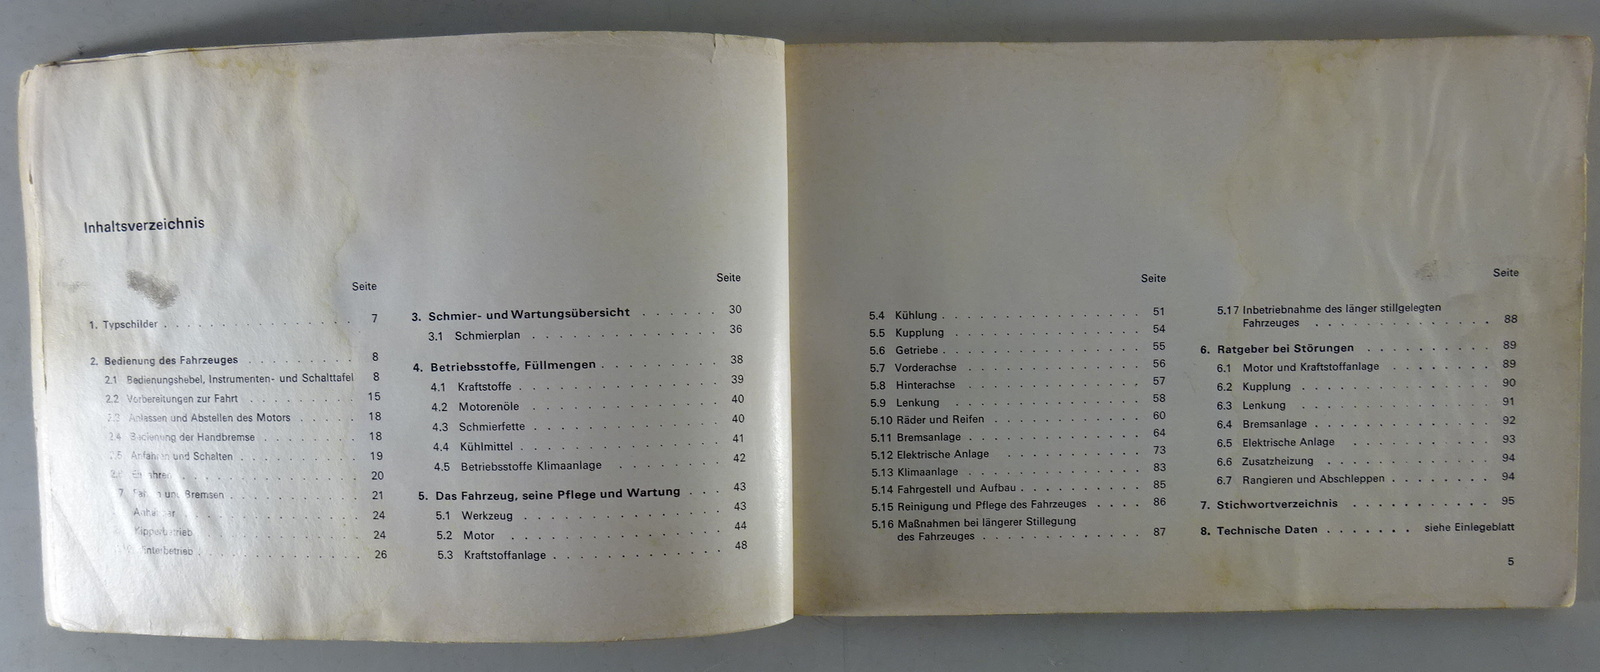 Inhaltsverzeichnis
Seite
1. Typschilder . . . . . . . . . . . . . . . 7
2. Bedienung des Fahrzeuges . . . . . . . . . 8
2.1 Bedienungshebel, Instrumenten- und Schalttafel 8
2.2 Vorbereitungen zur Fahrt . . . . . . . . . 15
2.3 Anlassen und Abstellen des Motors . . . . . 18
2.4 Bedienung der Handbremse . . . . . . . . 18
2.5 Anfahren und Schalten . . . . . . . . . . 19
20
7 und Bremsen . . . . . . . . . . 21
24
Kippbetrieb . . . . . . . . . . . . . 24
Winterbetrieb . . . . . . . . . . . . . 26
Seite
3. Schmier- und Wartungsübersicht . . . . . . 30
3.1 Schmierplan . . . . . . . . . . . . . 36
4. Betriebsstoffe, Füllmengen . . . . . . . . 38
4.1 Kraftstoffe . . . . . . . . . . . . . . 39
4.2 Motorenöle . . . . . . . . . . . . . 40
4.3 Schmierfette . . . . . . . . . . . . . 40
4.4 Kühlmittel . . . . . . . . . . . . . . 41
4.5 Betriebsstoffe Klimaanlage . . . . . . . 42
5. Das Fahrzeug, seine Pflege und Wartung . . . 43
5.1 Werkzeug . . . . . . . . . . . . . . 43
5.2 Motor . . . . . . . . . . . . . . . 44
5.3 Kraftstoffanlage . . . . . . . . . . . . 48
Seite
5.4 Kühlung . . . . . . . . . . . . . . . 51
5.5 Kupplung . . . . . . . . . . . . . . 54
5.6 Getriebe . . . . . . . . . . . . . . . 55
5.7 Vorderachse . . . . . . . . . . . . . 56
5.8 Hinterachse . . . . . . . . . . . . . 57
5.9 Lenkung . . . . . . . . . . . . . . . 58
5.10 Räder und Reifen . . . . . . . . . . . 60
5.11 Bremsanlage . . . . . . . . . . . . . 64
5.12 Elektrische Anlage . . . . . . . . . . . 73
5.13 Klimaanlage . . . . . . . . . . . . . 83
5.14 Fahrgestell und Aufbau . . . . . . . . . 85
5.15 Reinigung und Pflege des Fahrzeuges . . . . 86
5.16 Maßnahmen bei längerer Stillegung
des Fahrzeuges . . . . . . . . . . . . 87
Seite
5.17 Inbetriebnahme des länger stillgelegten
Fahrzeuges . . . . . . . . . . . . . 88
6. Ratgeber bei Störungen . . . . . . . . . . 89
6.1 Motor und Kraftstoffanlage . . . . . . . . 89
6.2 Kupplung . . . . . . . . . . . . . . 90
6.3 Lenkung . . . . . . . . . . . . . . 91
6.4 Bremsanlage . . . . . . . . . . . . . 92
6.5 Elektrische Anlage . . . . . . . . . . . 93
6.6 Zusatzheizung . . . . . . . . . . . . 94
6.7 Rangieren und Abschleppen . . . . . . . . 94
7. Stichwortverzeichnis . . . . . . . . . . . 95
8. Technische Daten . . . . . . . siehe Einlegeblatt
5